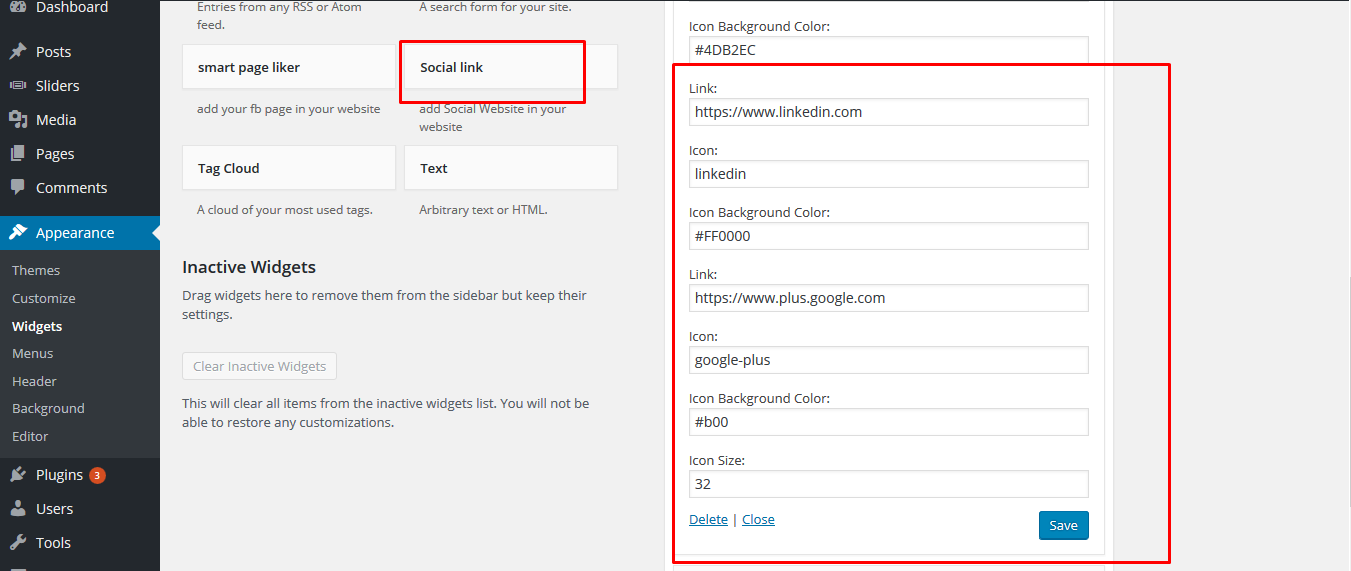 Dashboard
Posts
Sliders
Media
Pages
Comments
Appearance
Themes
Customize
Widgets
Menus
Header
Background
Editor
Plugins 3
Users
Tools
Entries from any RSS or Atom
feed.
A search form for your site.
smart page liker
Social link
add your fb page in your website
add Social Website in your
website
Tag Cloud
Text
A cloud of your most used tags.
Arbitrary text or HTML.
Inactive Widgets
Drag widgets here to remove them from the sidebar but keep their
settings.
Clear Inactive Widgets
This will clear all items from the inactive widgets list. You will not be
able to restore any customizations.
Icon Background Color:
#4DB2EC
Link:
https://www.linkedin.com
Icon:
linkedin
Icon Background Color:
#FF0000
Link:
https://www.plus.google.com
Icon:
google-plus
Icon Background Color:
#b00
Icon Size:
32
Delete | Close
Save